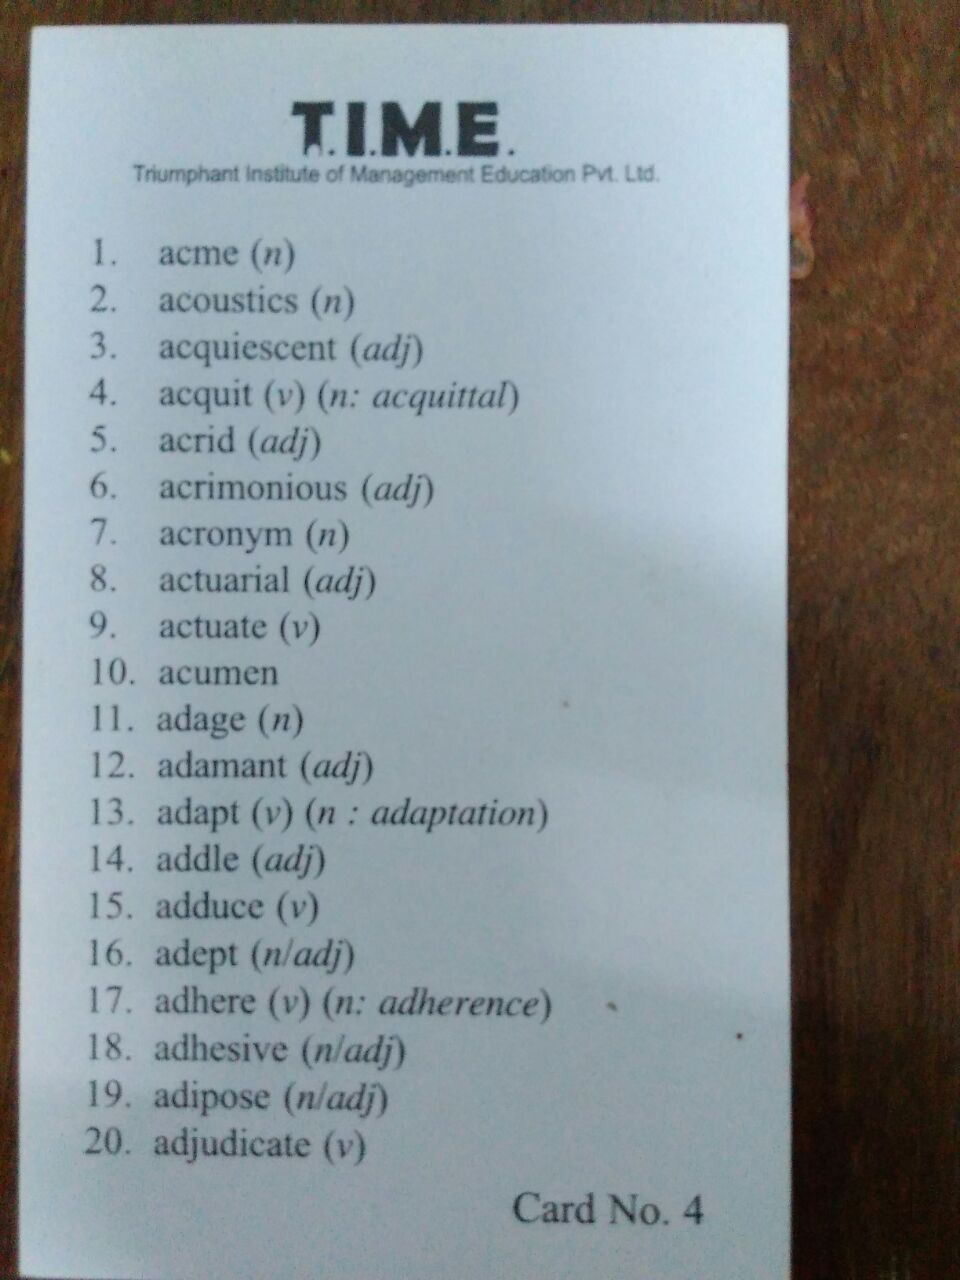 T.I.M.E.
Triumphant Institute of Management Education Pvt. Ltd.
1. acme (n)
2. acoustics (n)
3. acquiescent (adj)
4. acquit (v) (n: acquittal)
5. acrid (adj)
6. acrimonious (adj)
7. acronym (n)
8. actuarial (adj)
9. actuate (v)
10. acumen
11. adage (n)
12. adamant (adj)
13. adapt (v) (n : adaptation)
14. addle (adj)
15. adduce (v)
16. adept (n/adj)
17. adhere (v) (n: adherence)
18. adhesive (n/adj)
19. adipose (n/adj)
20. adjudicate (v)
Card No. 4